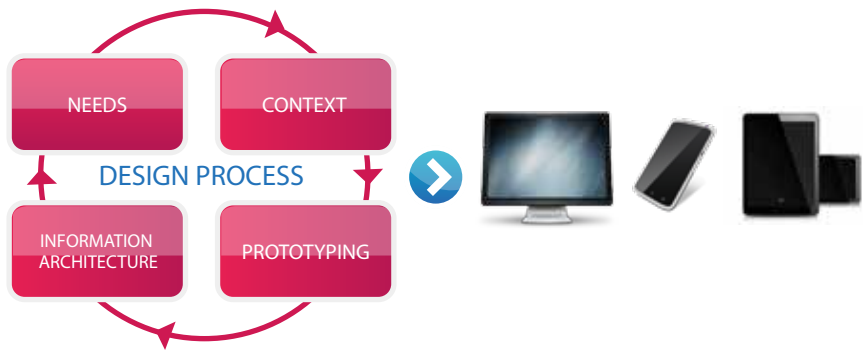 NEEDS
CONTEXT
DESIGN PROCESS
INFORMATION
ARCHITECTURE
PROTOTYPING